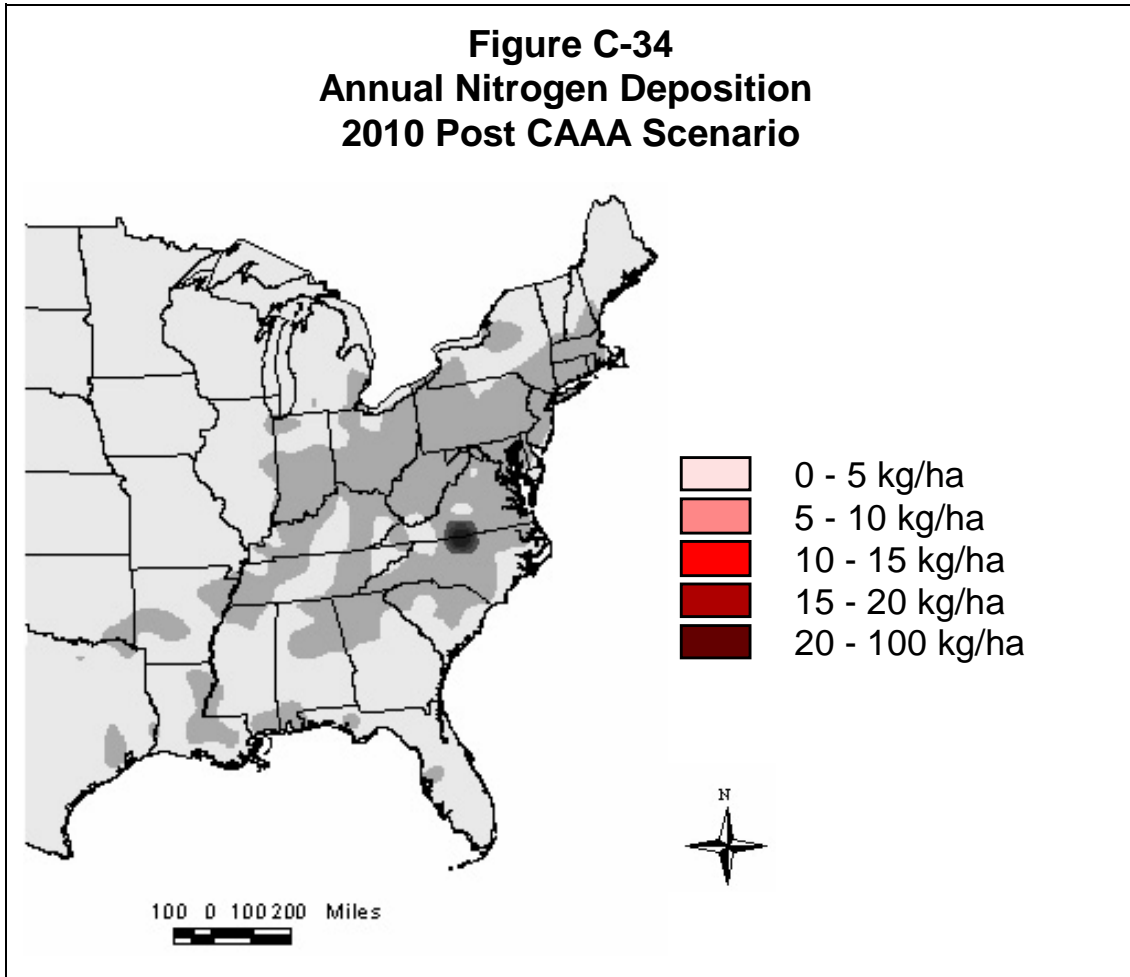 Figure C-34
Annual Nitrogen Deposition
2010 Post CAAA Scenario
0 - 5 kg/ha
5 - 10 kg/ha
10 - 15 kg/ha
15 - 20 kg/ha
20 - 100 kg/ha
N
100 0 100 200 Miles